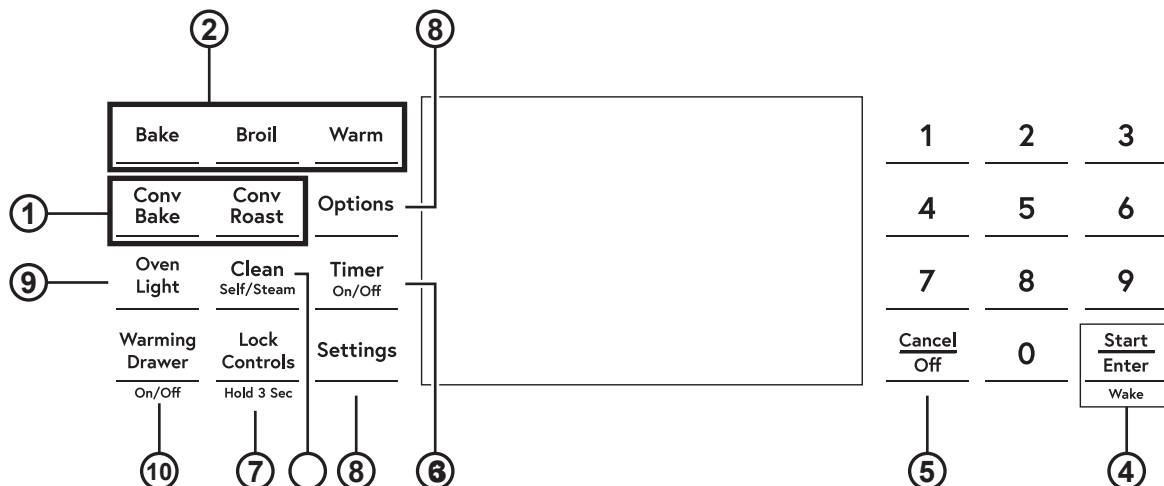 2 8
Bake Broil Warm 1 2 3
Conv Bake Conv Roast Options 4 5 6
1
Oven Light Clean Self/Steam Timer On/Off 7 8 9
9
Warming Drawer Lock Controls Settings Cancel Off 0 Start Enter
On/Off Hold 3 Sec Wake
10 7 8 6 5 4